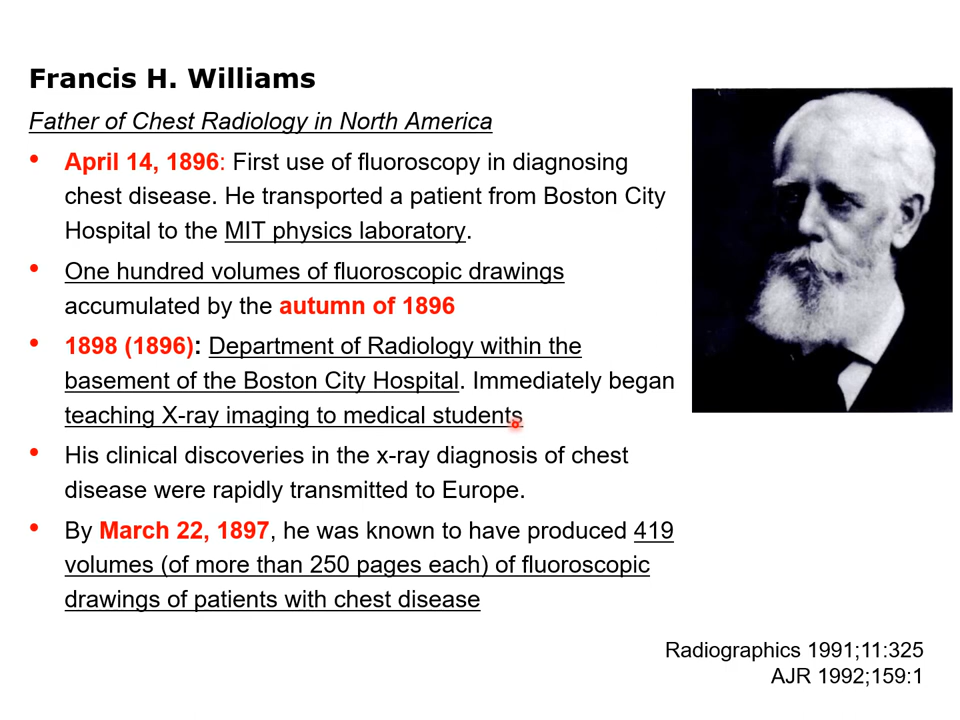 Francis H. Williams
Father of Chest Radiology in North America
• April 14, 1896: First use of fluoroscopy in diagnosing
chest disease. He transported a patient from Boston City
Hospital to the MIT physics laboratory.
• One hundred volumes of fluoroscopic drawings
accumulated by the autumn of 1896
• 1898 (1896): Department of Radiology within the
basement of the Boston City Hospital. Immediately began
teaching X-ray imaging to medical students
• His clinical discoveries in the x-ray diagnosis of chest
disease were rapidly transmitted to Europe.
• By March 22, 1897, he was known to have produced 419
volumes (of more than 250 pages each) of fluoroscopic
drawings of patients with chest disease
Radiographics 1991;11:325
AJR 1992;159:1